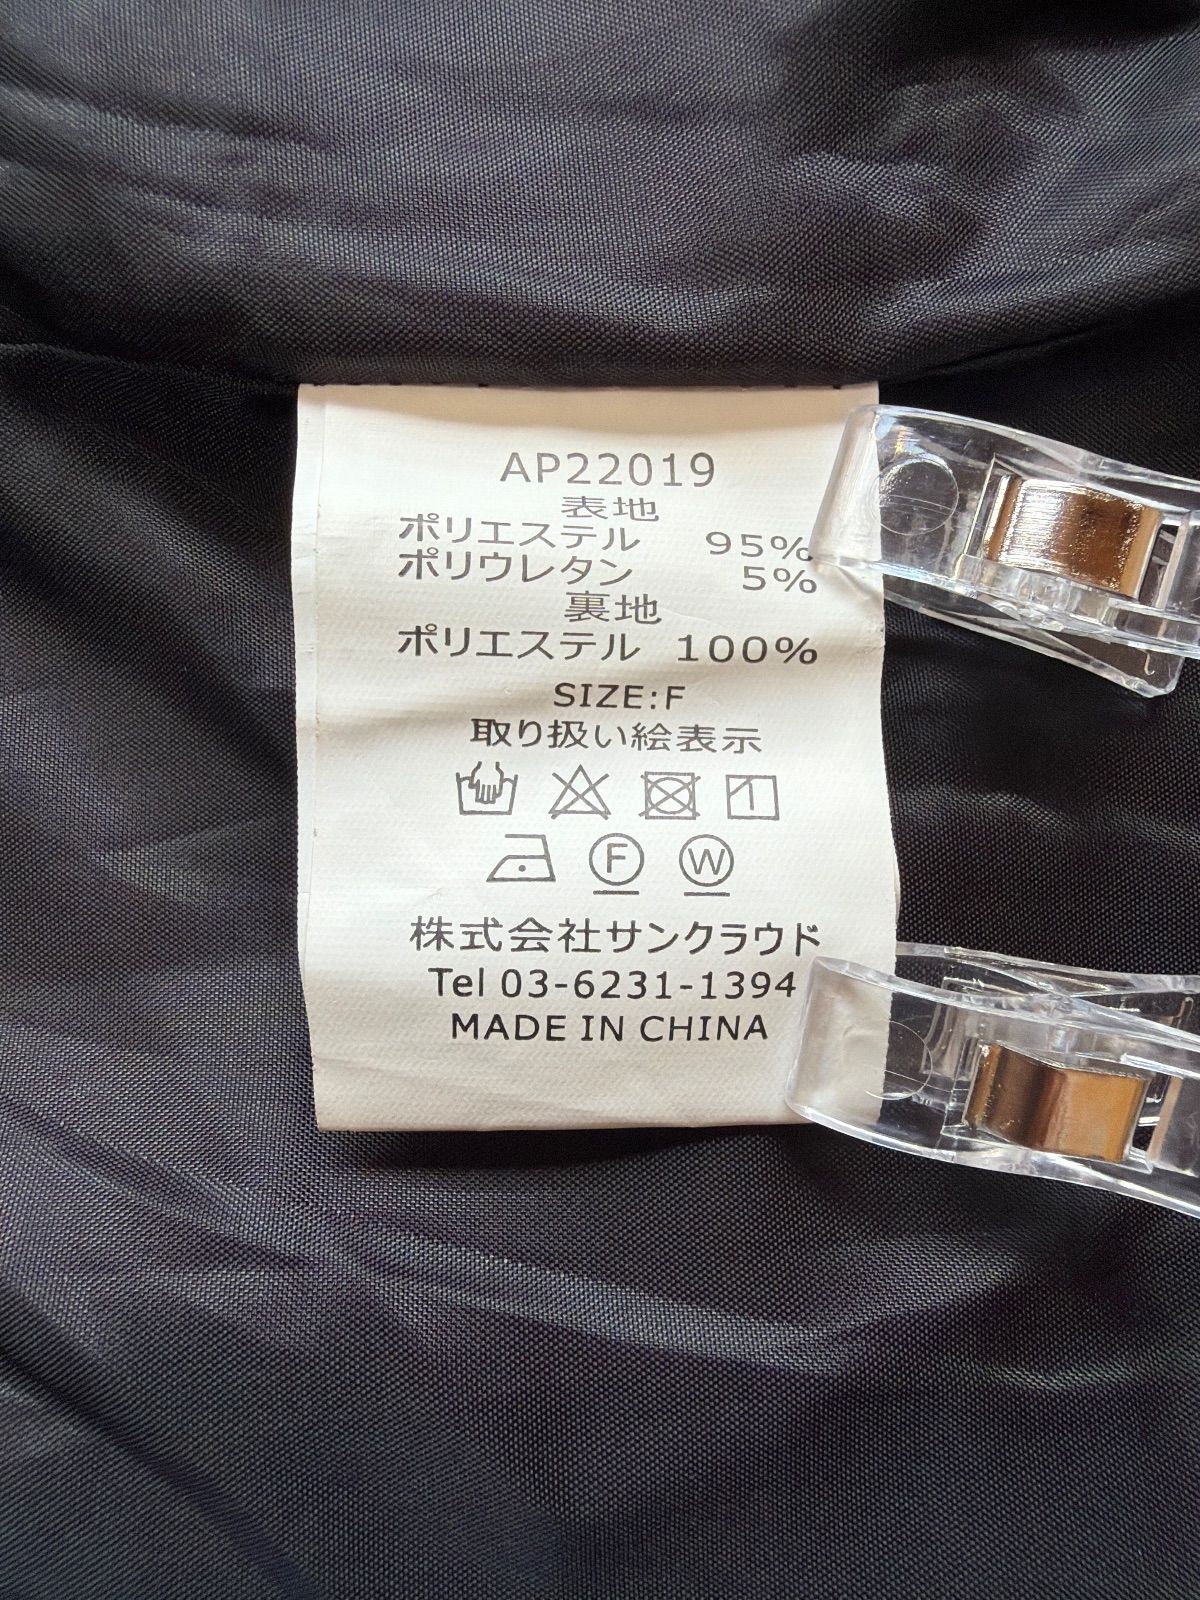 AP22019
表地
ポリエステル 95%
ポリウレタン 5%
裏地
ポリエステル 100%
SIZE:F
取り扱い絵表示
F W
株式会社サンクラウド
Tel 03-6231-1394
MADE IN CHINA